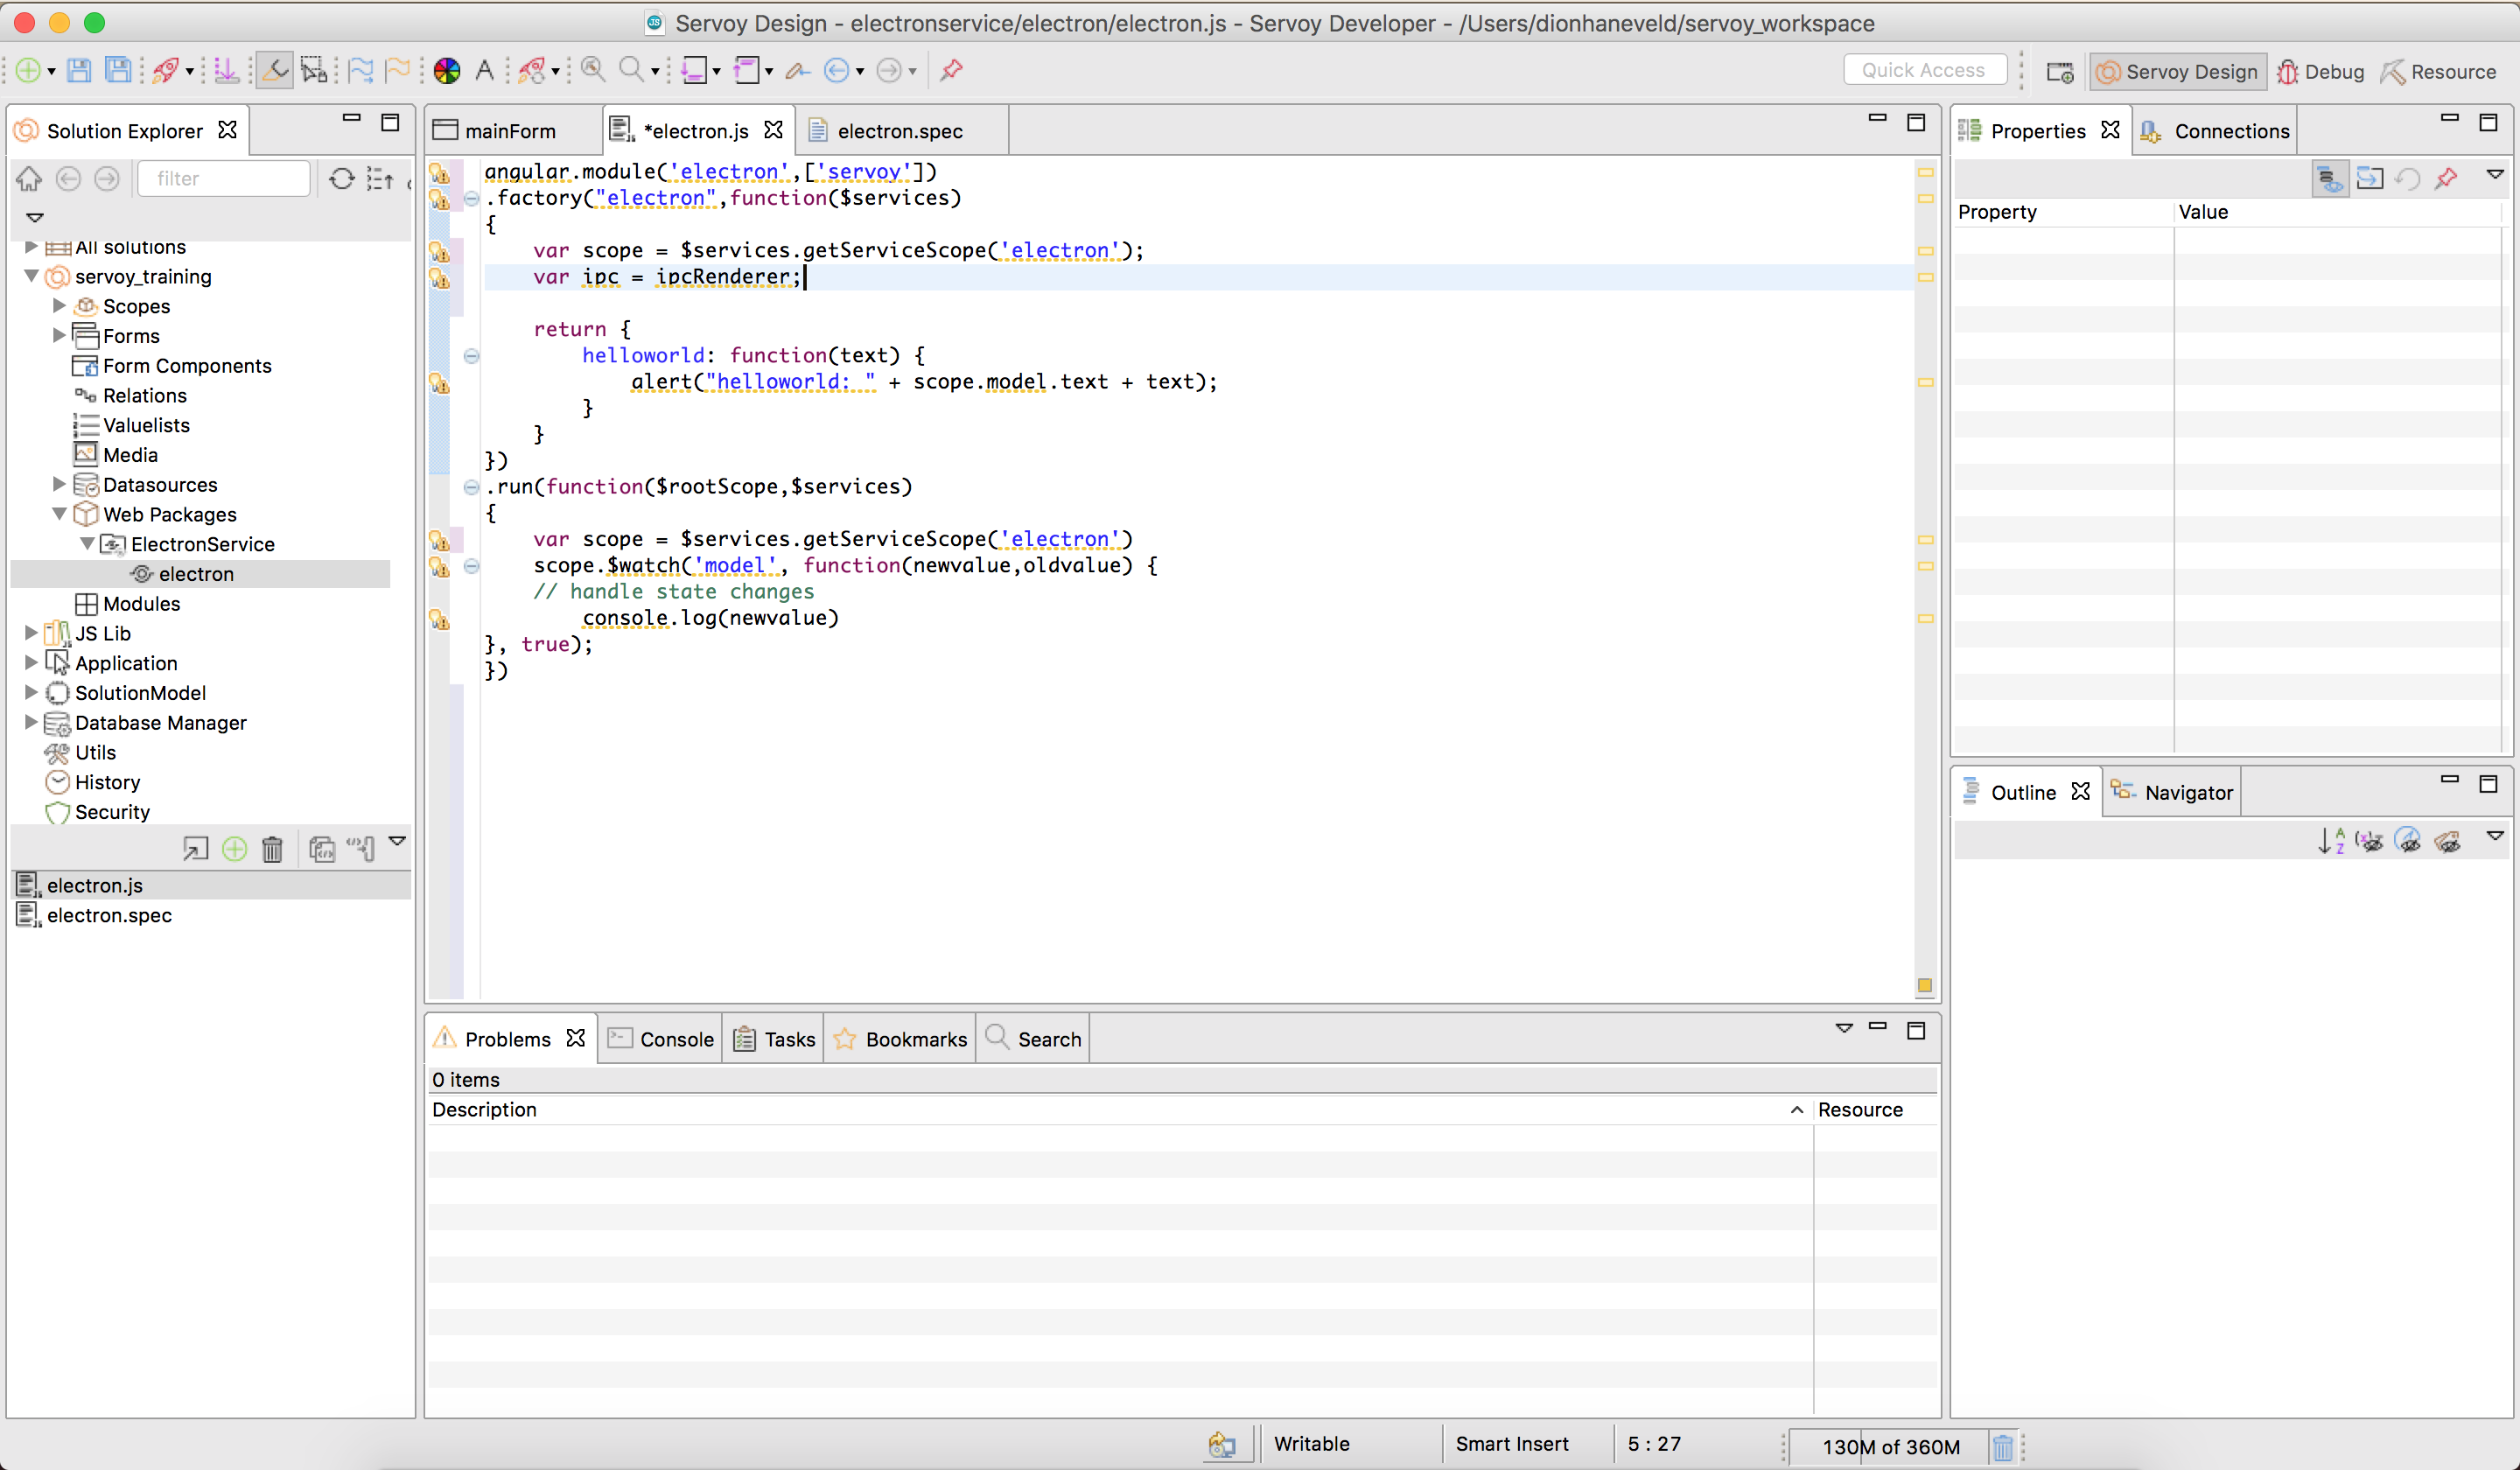 Servoy Design - electronservice/electron/electron.js - Servoy Developer - /Users/dionhaneveld/servoy_workspace
Quick Access
Servoy Design
Debug
Resource
Solution Explorer
filter
All solutions
servoy_training
Scopes
Forms
Form Components
Relations
Valuelists
Media
Datasources
Web Packages
ElectronService
electron
Modules
JS Lib
Application
SolutionModel
Database Manager
Utils
History
Security
electron.js
electron.spec
mainForm
*electron.js
electron.spec
angular.module('electron',['servoy'])
.factory("electron",function($services)
{
var scope = $services.getServiceScope('electron');
var ipc = ipcRenderer;
return {
helloworld: function(text) {
alert("helloworld: " + scope.model.text + text);
}
}
})
.run(function($rootScope,$services)
{
var scope = $services.getServiceScope('electron')
scope.$watch('model', function(newvalue,oldvalue) {
// handle state changes
console.log(newvalue)
}, true);
})
Problems
Console
Tasks
Bookmarks
Search
0 items
Description
Resource
Properties
Connections
Property
Value
Outline
Navigator
Writable
Smart Insert
5 : 27
130M of 360M